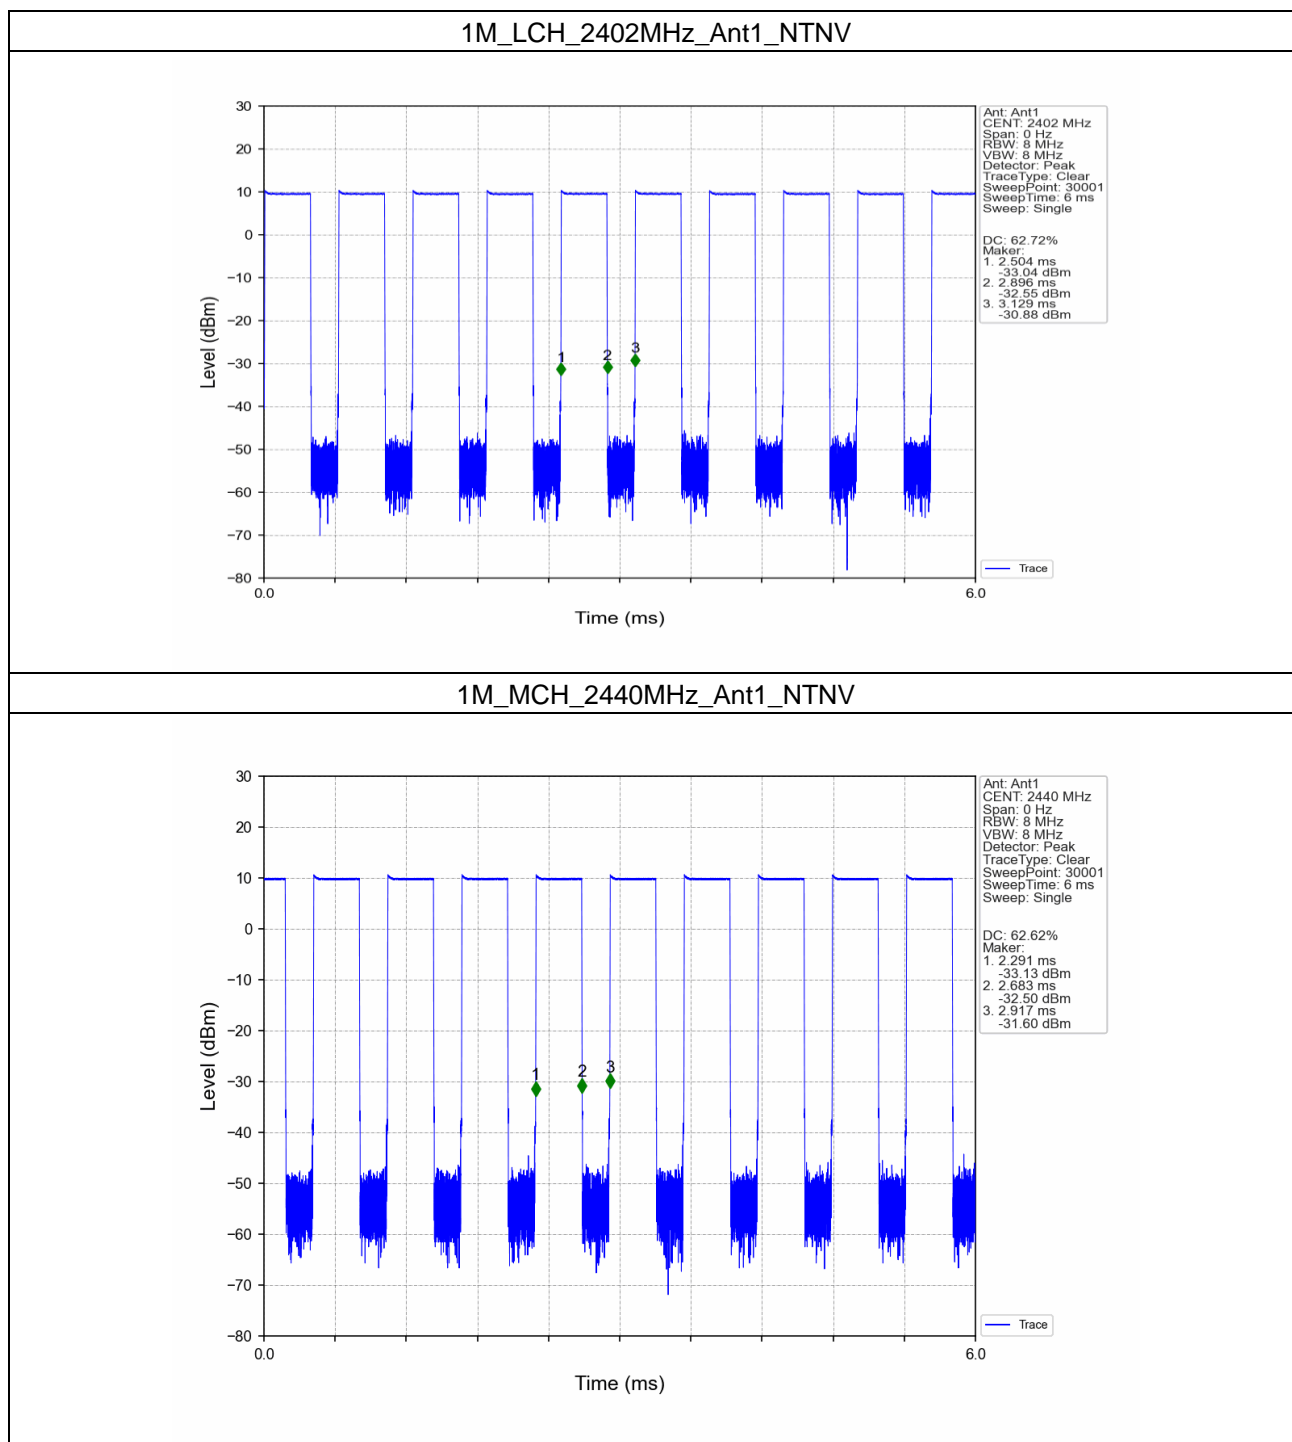 1M_LCH_2402MHz_Ant1_NTNV
30
20
10
0
−10
−20
−30
−40
−50
−60
−70
−80
Level (dBm)
1
2
3
0.0
6.0
Time (ms)
Ant: Ant1
CENT: 2402 MHz
Span: 0 Hz
RBW: 8 MHz
VBW: 8 MHz
Detector: Peak
TraceType: Clear
SweepPoint: 30001
SweepTime: 6 ms
Sweep: Single
DC: 62.72%
Maker:
1. 2.504 ms
-33.04 dBm
2. 2.896 ms
-32.55 dBm
3. 3.129 ms
-30.88 dBm
Trace
1M_MCH_2440MHz_Ant1_NTNV
30
20
10
0
−10
−20
−30
−40
−50
−60
−70
−80
Level (dBm)
1
2
3
0.0
6.0
Time (ms)
Ant: Ant1
CENT: 2440 MHz
Span: 0 Hz
RBW: 8 MHz
VBW: 8 MHz
Detector: Peak
TraceType: Clear
SweepPoint: 30001
SweepTime: 6 ms
Sweep: Single
DC: 62.62%
Maker:
1. 2.291 ms
-33.13 dBm
2. 2.683 ms
-32.50 dBm
3. 2.917 ms
-31.60 dBm
Trace